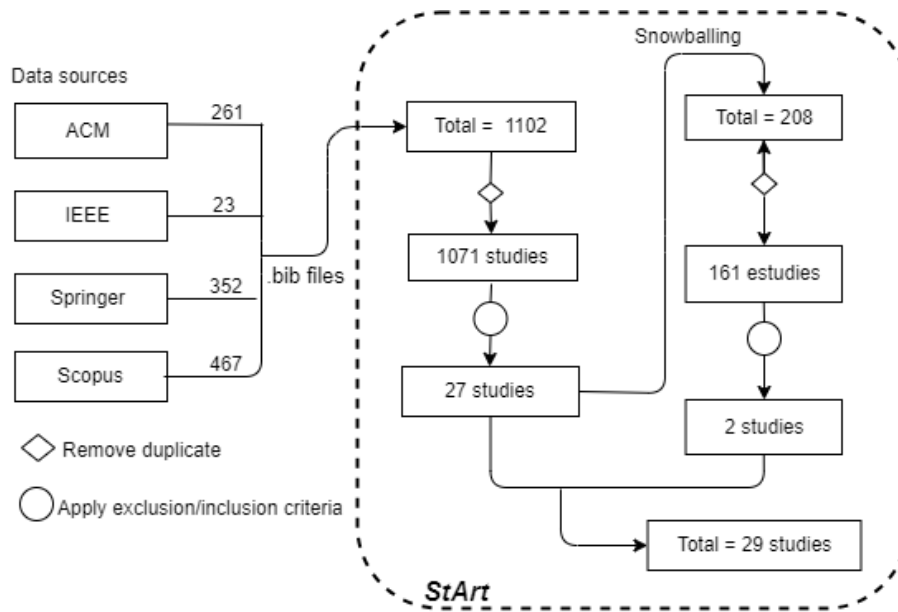 Snowballing
Data sources
ACM
261
IEEE
23
Springer
352
Scopus
467
.bib files
Remove duplicate
Apply exclusion/inclusion criteria
Total = 1102
1071 studies
27 studies
Total = 208
161 estudies
2 studies
Total = 29 studies
StArt